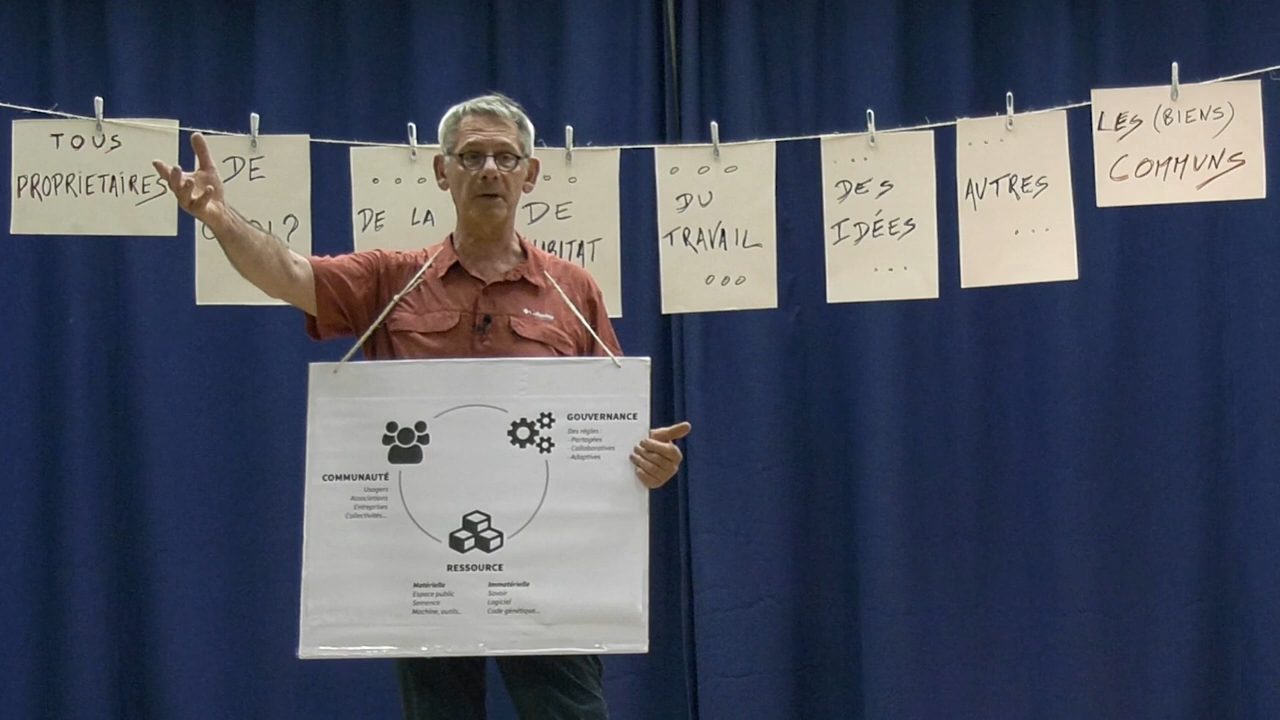 TOUS
PROPRIETAIRES
DE
DE LA
DE
DU
TRAVAIL
DES
IDÉES
...
AUTRES
...
LES (BIENS)
COMMUNS
Columbia
GOUVERNANCE
Des règles :
- Partagées
- Collaboratives
- Adaptives
COMMUNAUTÉ
Usagers
Associations
Entreprises
Collectivités...
RESSOURCE
Matérielle
Espace public
Semence
Machine, outils...
Immatérielle
Savoir
Logiciel
Code génétique...